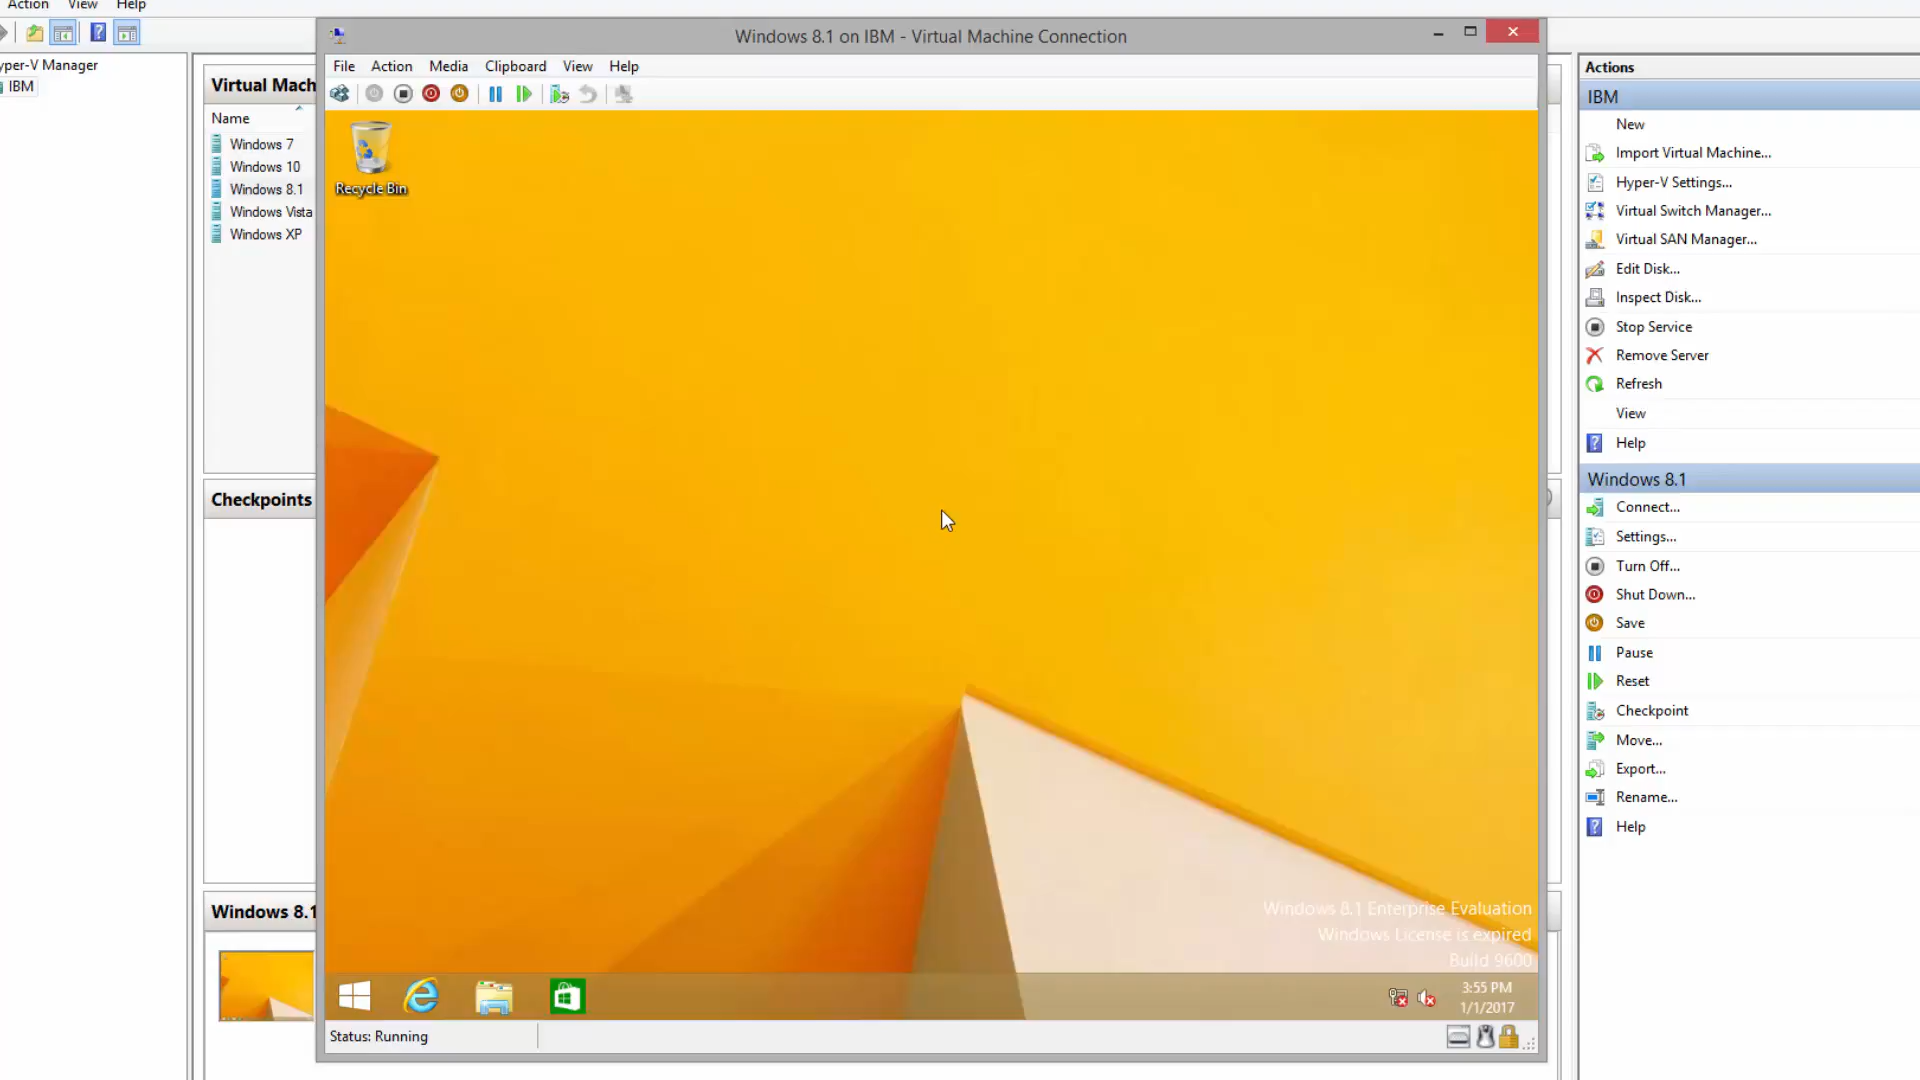 Action View Help
yper-V Manager
IBM
Virtual Mach
Name
Windows 7
Windows 10
Windows 8.1
Windows Vista
Windows XP
Checkpoints
Windows 8.1
Windows 8.1 on IBM - Virtual Machine Connection
File Action Media Clipboard View Help
Recycle Bin
Windows 8.1 Enterprise Evaluation
Windows License is expired
Build 9600
3:55 PM
1/1/2017
Status: Running
Actions
IBM
New
Import Virtual Machine...
Hyper-V Settings...
Virtual Switch Manager...
Virtual SAN Manager...
Edit Disk...
Inspect Disk...
Stop Service
Remove Server
Refresh
View
Help
Windows 8.1
Connect...
Settings...
Turn Off...
Shut Down...
Save
Pause
Reset
Checkpoint
Move...
Export...
Rename...
Help